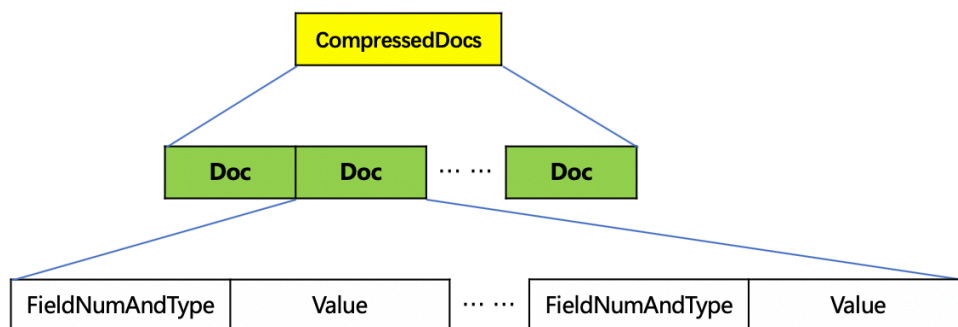 CompressedDocs
Doc Doc ... ... Doc
FieldNumAndType Value ... ... FieldNumAndType Value